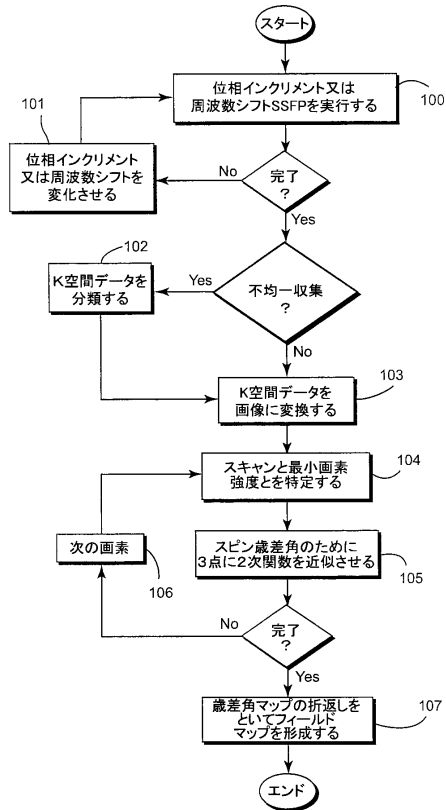 スタート
位相インクリメント又は
周波数シフトSSFPを実行する
100
101
位相インクリメント
又は周波数シフトを
変化させる
No
完了
?
Yes
102
K空間データを
分類する
Yes
不均一収集
?
No
K空間データを
画像に変換する
103
スキャンと最小画素
強度とを特定する
104
次の画素
106
スピン歳差角のために
3点に2次関数を近似させる
105
No
完了
?
Yes
歳差角マップの折返しを
といてフィールド
マップを形成する
107
エンド